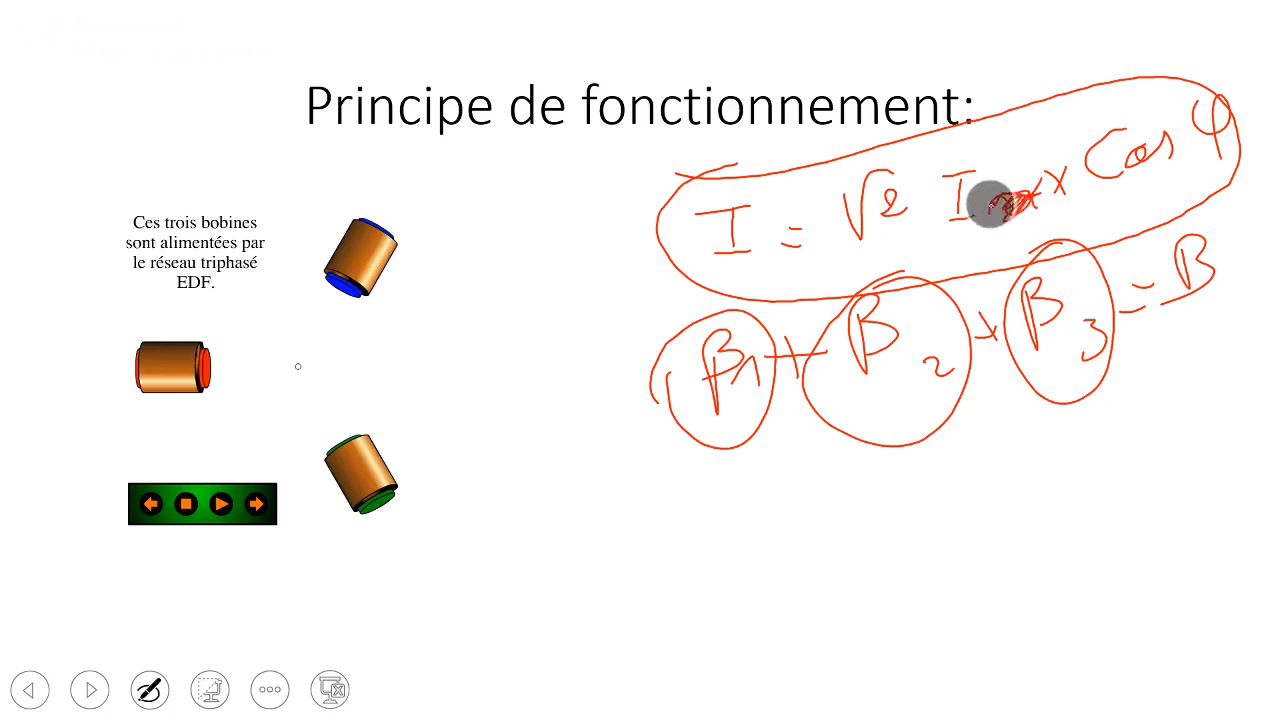 Principe de fonctionnement:
I = √2 I x Cos φ
Ces trois bobines
sont alimentées par
le réseau triphasé
EDF.
B1 + B2 + B3 = B